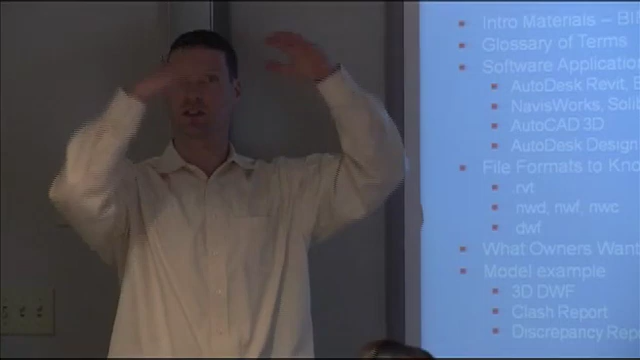 Intro Materials –
Glossary of Terms
Software
AutoDesk Revit,
NavisWorks,
AutoCAD 3D
AutoDesk
File Formats to
.rvt
nwd, nwf, nwc
dwf
What Owners Want
Model example
3D DWF
Clash Report
Discrepancy